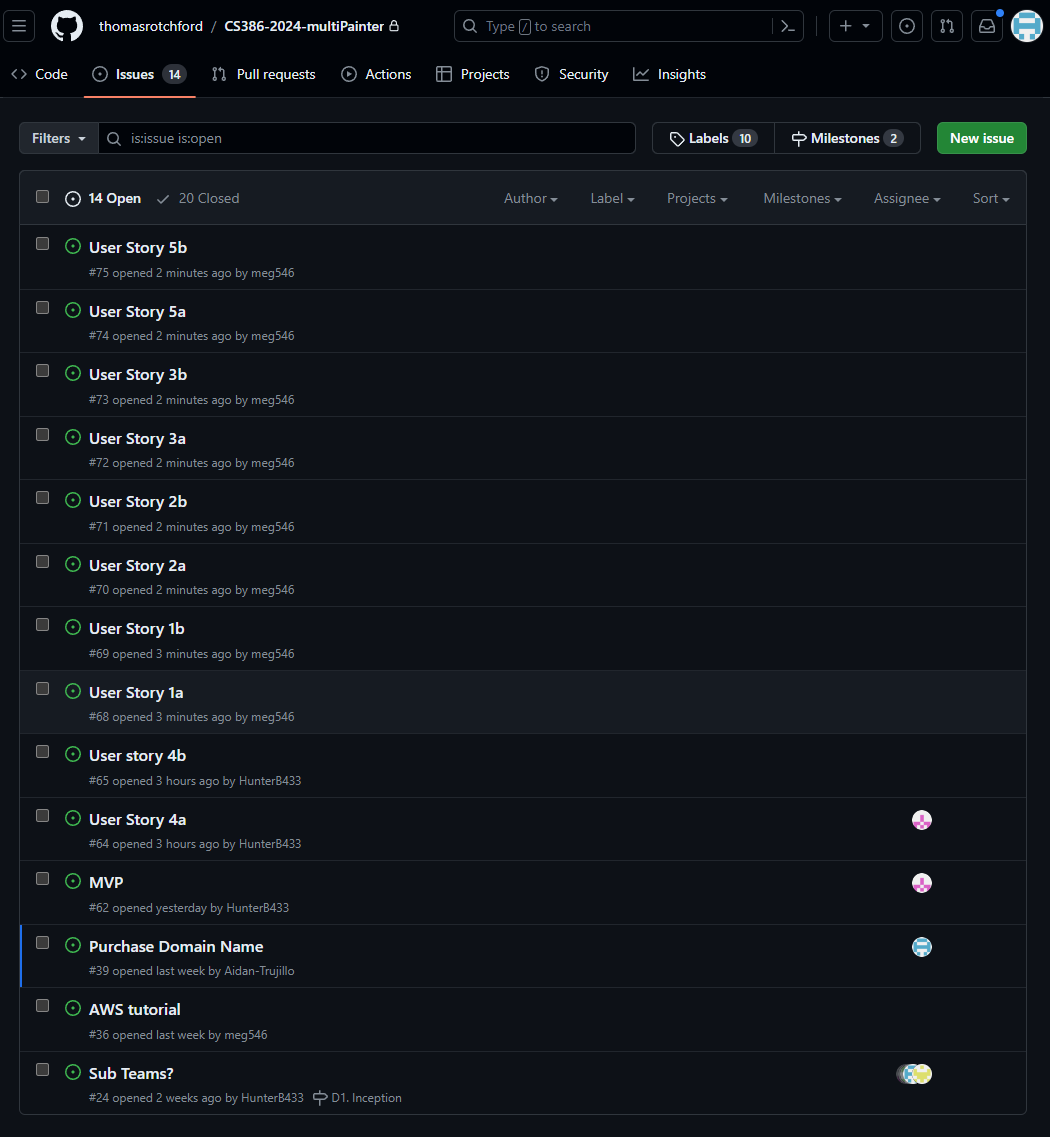 thomasrotchford / CS386-2024-multiPainter
Type / to search
Code Issues 14 Pull requests Actions Projects Security Insights
Filters is:issue is:open Labels 10 Milestones 2 New issue
14 Open 20 Closed Author Label Projects Milestones Assignee Sort
User Story 5b
#75 opened 2 minutes ago by meg546
User Story 5a
#74 opened 2 minutes ago by meg546
User Story 3b
#73 opened 2 minutes ago by meg546
User Story 3a
#72 opened 2 minutes ago by meg546
User Story 2b
#71 opened 2 minutes ago by meg546
User Story 2a
#70 opened 2 minutes ago by meg546
User Story 1b
#69 opened 3 minutes ago by meg546
User Story 1a
#68 opened 3 minutes ago by meg546
User story 4b
#65 opened 3 hours ago by HunterB433
User Story 4a
#64 opened 3 hours ago by HunterB433
MVP
#62 opened yesterday by HunterB433
Purchase Domain Name
#39 opened last week by Aidan-Trujillo
AWS tutorial
#36 opened last week by meg546
Sub Teams?
#24 opened 2 weeks ago by HunterB433 D1. Inception